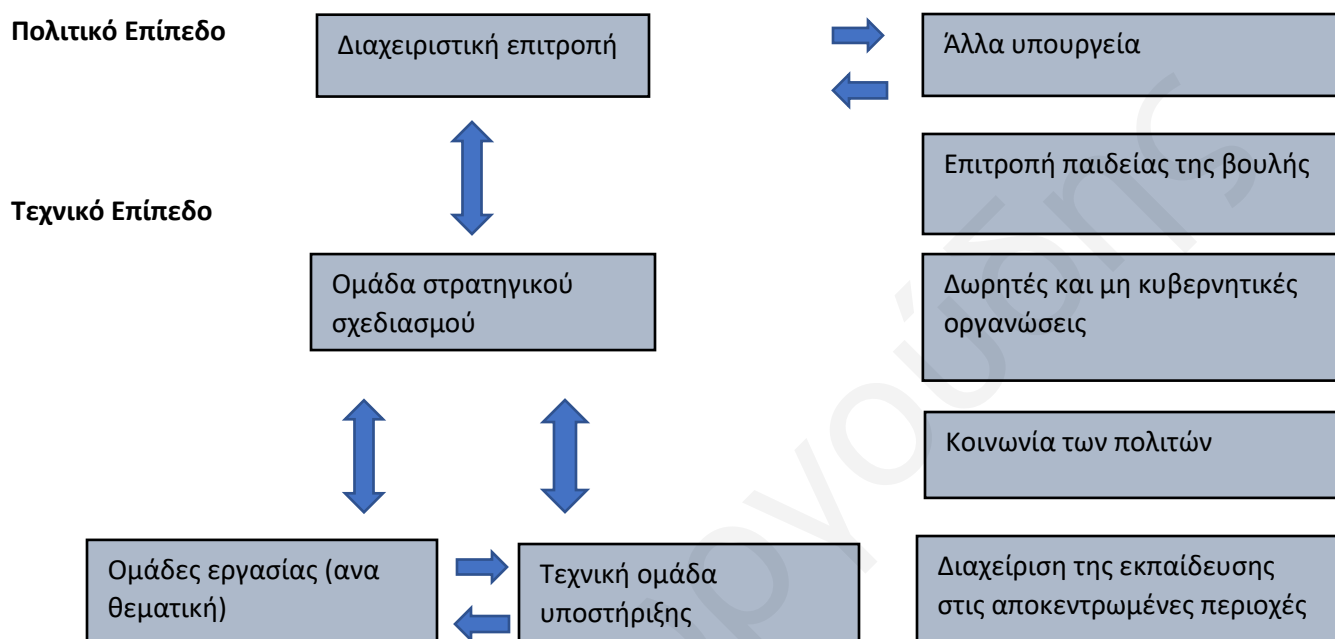 Πολιτικό Επίπεδο
Διαχειριστική επιτροπή
Άλλα υπουργεία
Επιτροπή παιδείας της βουλής
Τεχνικό Επίπεδο
Ομάδα στρατηγικού
σχεδιασμού
Δωρητές και μη κυβερνητικές
οργανώσεις
Κοινωνία των πολιτών
Ομάδες εργασίας (ανα
θεματική)
Τεχνική ομάδα
υποστήριξης
Διαχείριση της εκπαίδευσης
στις αποκεντρωμένες περιοχές